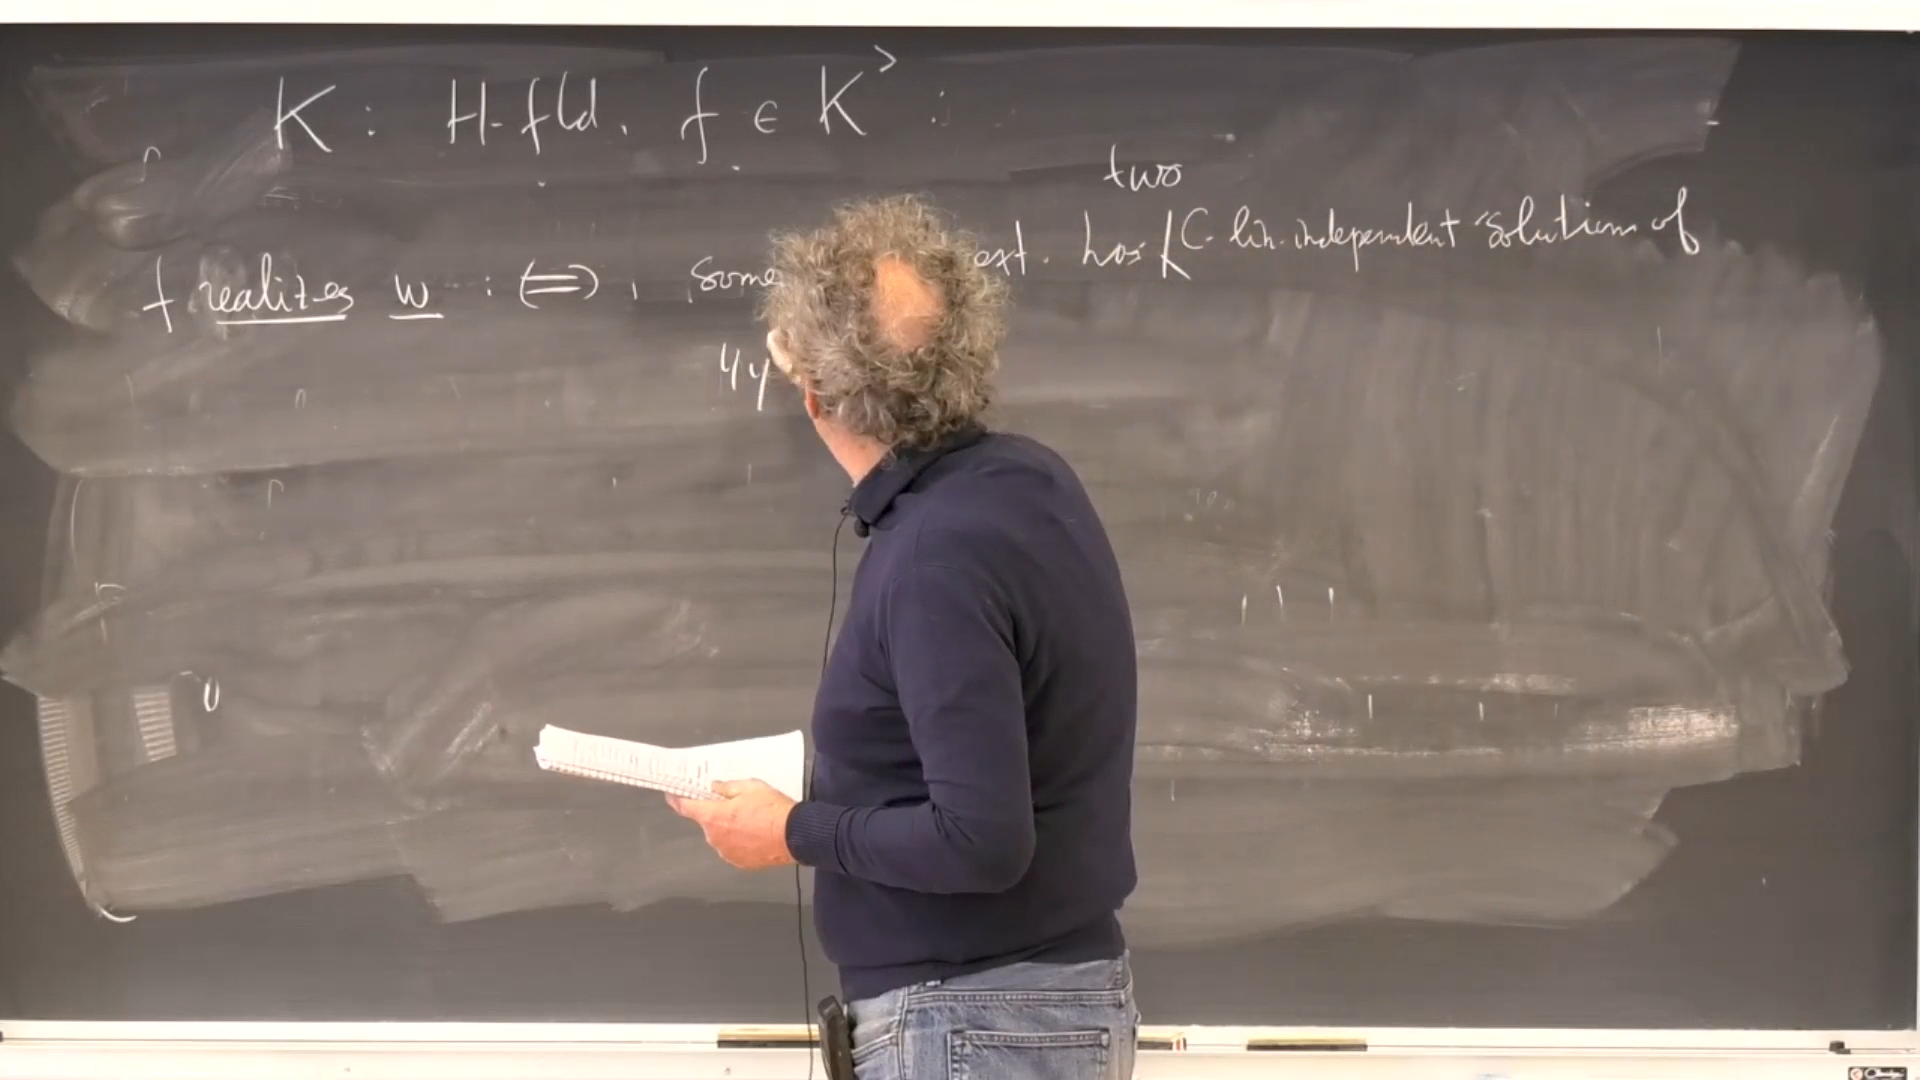 K : H-fld, f ∈ K^> :
two
f realizes w :⇔ some ext. has C-lin. independent solutions of
4y